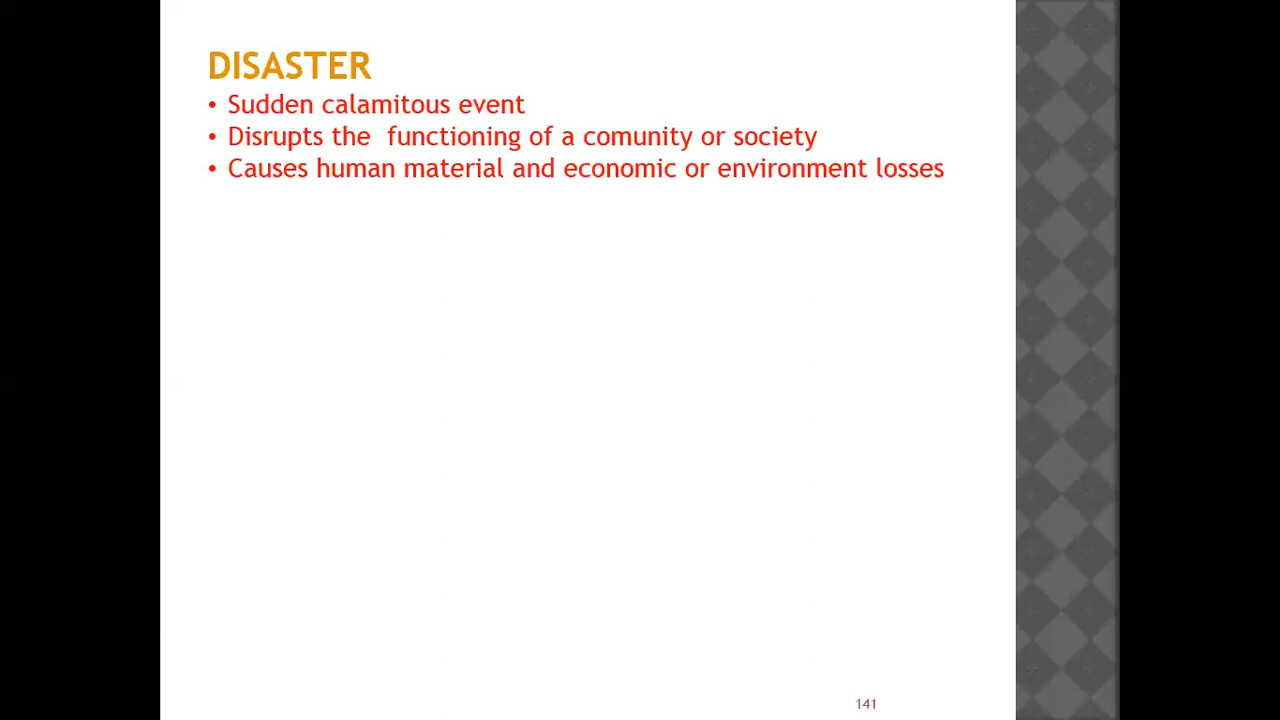 DISASTER
• Sudden calamitous event
• Disrupts the  functioning of a comunity or society
• Causes human material and economic or environment losses
141